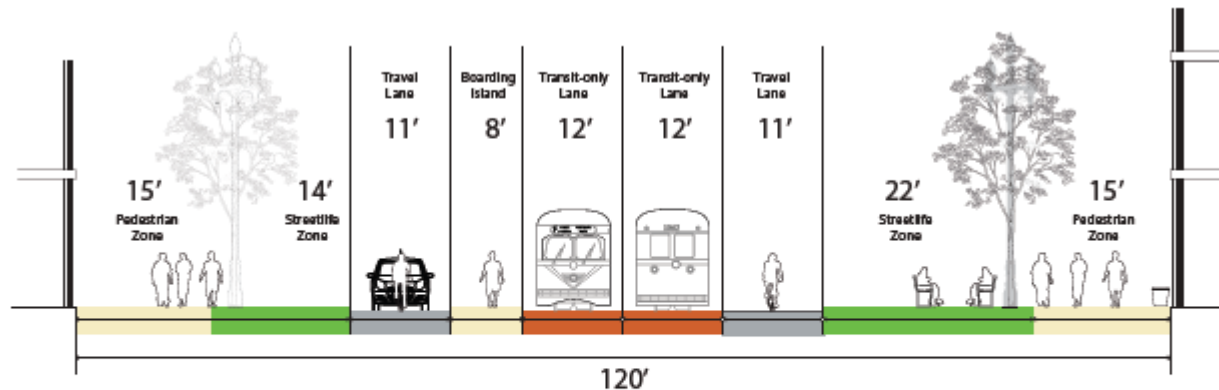 Travel
Lane
11'
Boarding
Island
8'
Transit-only
Lane
12'
Transit-only
Lane
12'
Travel
Lane
11'
15'
Pedestrian
Zone
14'
Streetlife
Zone
22'
Streetlife
Zone
15'
Pedestrian
Zone
120'